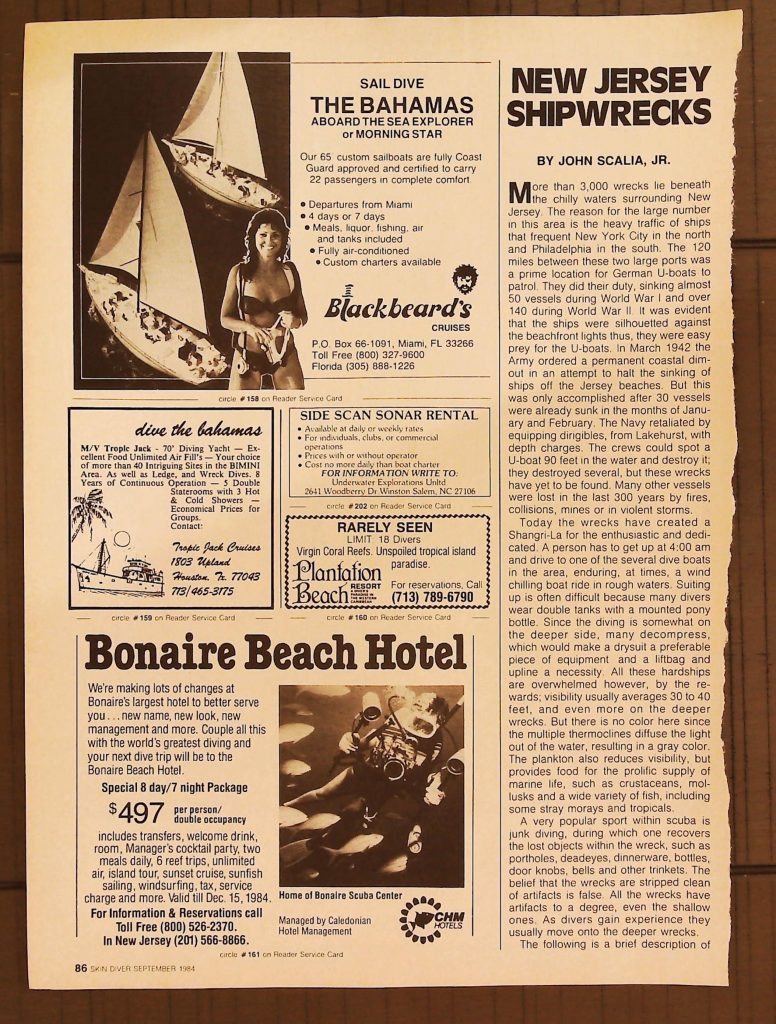 SAIL DIVE
THE BAHAMAS
ABOARD THE SEA EXPLORER
or MORNING STAR
Our 65' custom sailboats are fully Coast
Guard approved and certified to carry
22 passengers in complete comfort.
• Departures from Miami
• 4 days or 7 days
• Meals, liquor, fishing, air
and tanks included
• Fully air-conditioned
• Custom charters available
Blackbeard's
CRUISES
P.O. Box 66-1091, Miami, FL 33266
Toll Free (800) 327-9600
Florida (305) 888-1226
circle #158 on Reader Service Card
dive the bahamas
M/V Tropic Jack - 70' Diving Yacht — Ex-
cellent Food Unlimited Air Fill's — Your choice
of more than 40 Intriguing Sites in the BIMINI
Area. As well as Ledge, and Wreck Dives. 8
Years of Continuous Operation — 5 Double
Staterooms with 3 Hot
& Cold Showers —
Economical Prices for
Groups.
Contact:
Tropic Jack Cruises
1803 Upland
Houston, Tx. 77043
713/465-3175
circle #159 on Reader Service Card
SIDE SCAN SONAR RENTAL
• Available at daily or weekly rates
• For individuals, clubs, or commercial
operations
• Prices with or without operator
• Cost no more daily than boat charter
FOR INFORMATION WRITE TO:
Underwater Explorations Unltd
2641 Woodberry Dr. Winston Salem, NC 27106
circle #202 on Reader Service Card
RARELY SEEN
LIMIT: 18 Divers
Virgin Coral Reefs. Unspoiled tropical island
paradise.
Plantation
Beach RESORT
For reservations, Call
(713) 789-6790
circle #160 on Reader Service Card
Bonaire Beach Hotel
We're making lots of changes at
Bonaire's largest hotel to better serve
you . . . new name, new look, new
management and more. Couple all this
with the world's greatest diving and
your next dive trip will be to the
Bonaire Beach Hotel.
Special 8 day/7 night Package
$497 per person/
double occupancy
includes transfers, welcome drink,
room, Manager's cocktail party, two
meals daily, 6 reef trips, unlimited
air, island tour, sunset cruise, sunfish
sailing, windsurfing, tax, service
charge and more. Valid till Dec. 15, 1984.
For Information & Reservations call
Toll Free (800) 526-2370.
In New Jersey (201) 566-8866.
Home of Bonaire Scuba Center
Managed by Caledonian
Hotel Management
CHM
HOTELS
circle #161 on Reader Service Card
86 SKIN DIVER SEPTEMBER 1984
NEW JERSEY
SHIPWRECKS
BY JOHN SCALIA, JR.
More than 3,000 wrecks lie beneath
the chilly waters surrounding New
Jersey. The reason for the large number
in this area is the heavy traffic of ships
that frequent New York City in the north
and Philadelphia in the south. The 120
miles between these two large ports was
a prime location for German U-boats to
patrol. They did their duty, sinking almost
50 vessels during World War I and over
140 during World War II. It was evident
that the ships were silhouetted against
the beachfront lights thus, they were easy
prey for the U-boats. In March 1942 the
Army ordered a permanent coastal dim-
out in an attempt to halt the sinking of
ships off the Jersey beaches. But this
was only accomplished after 30 vessels
were already sunk in the months of Janu-
ary and February. The Navy retaliated by
equipping dirigibles, from Lakehurst, with
depth charges. The crews could spot a
U-boat 90 feet in the water and destroy it;
they destroyed several, but these wrecks
have yet to be found. Many other vessels
were lost in the last 300 years by fires,
collisions, mines or in violent storms.
Today the wrecks have created a
Shangri-La for the enthusiastic and dedi-
cated. A person has to get up at 4:00 am
and drive to one of the several dive boats
in the area, enduring, at times, a wind
chilling boat ride in rough waters. Suiting
up is often difficult because many divers
wear double tanks with a mounted pony
bottle. Since the diving is somewhat on
the deeper side, many decompress,
which would make a drysuit a preferable
piece of equipment and a liftbag and
upline a necessity. All these hardships
are overwhelmed however, by the re-
wards; visibility usually averages 30 to 40
feet, and even more on the deeper
wrecks. But there is no color here since
the multiple thermoclines diffuse the light
out of the water, resulting in a gray color.
The plankton also reduces visibility, but
provides food for the prolific supply of
marine life, such as crustaceans, mol-
lusks and a wide variety of fish, including
some stray morays and tropicals.
A very popular sport within scuba is
junk diving, during which one recovers
the lost objects within the wreck, such as
portholes, deadeyes, dinnerware, bottles,
door knobs, bells and other trinkets. The
belief that the wrecks are stripped clean
of artifacts is false. All the wrecks have
artifacts to a degree, even the shallow
ones. As divers gain experience they
usually move onto the deeper wrecks.
The following is a brief description of